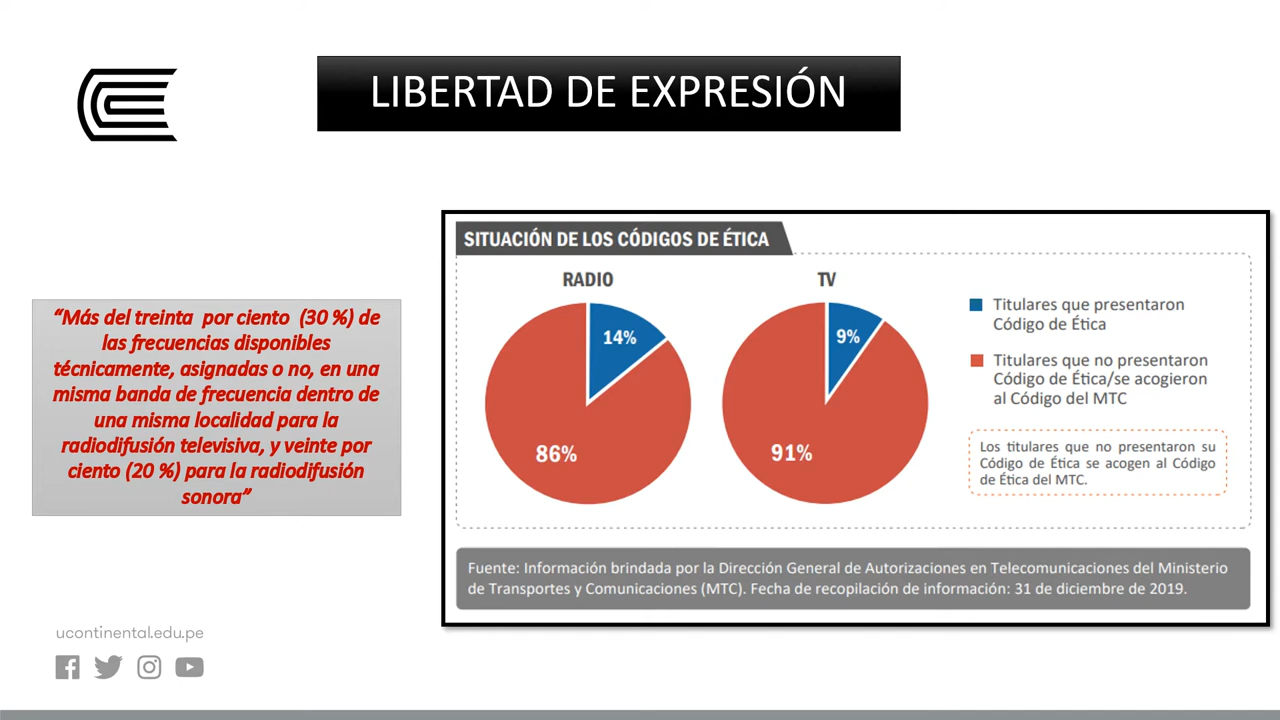 LIBERTAD DE EXPRESIÓN
“Más del treinta por ciento (30 %) de
las frecuencias disponibles
técnicamente, asignadas o no, en una
misma banda de frecuencia dentro de
una misma localidad para la
radiodifusión televisiva, y veinte por
ciento (20 %) para la radiodifusión
sonora”
SITUACIÓN DE LOS CÓDIGOS DE ÉTICA
RADIO
14%
86%
TV
9%
91%
Titulares que presentaron
Código de Ética
Titulares que no presentaron
Código de Ética/se acogieron
al Código del MTC
Los titulares que no presentaron su
Código de Ética se acogen al Código
de Ética del MTC.
Fuente: Información brindada por la Dirección General de Autorizaciones en Telecomunicaciones del Ministerio
de Transportes y Comunicaciones (MTC). Fecha de recopilación de información: 31 de diciembre de 2019.
ucontinental.edu.pe